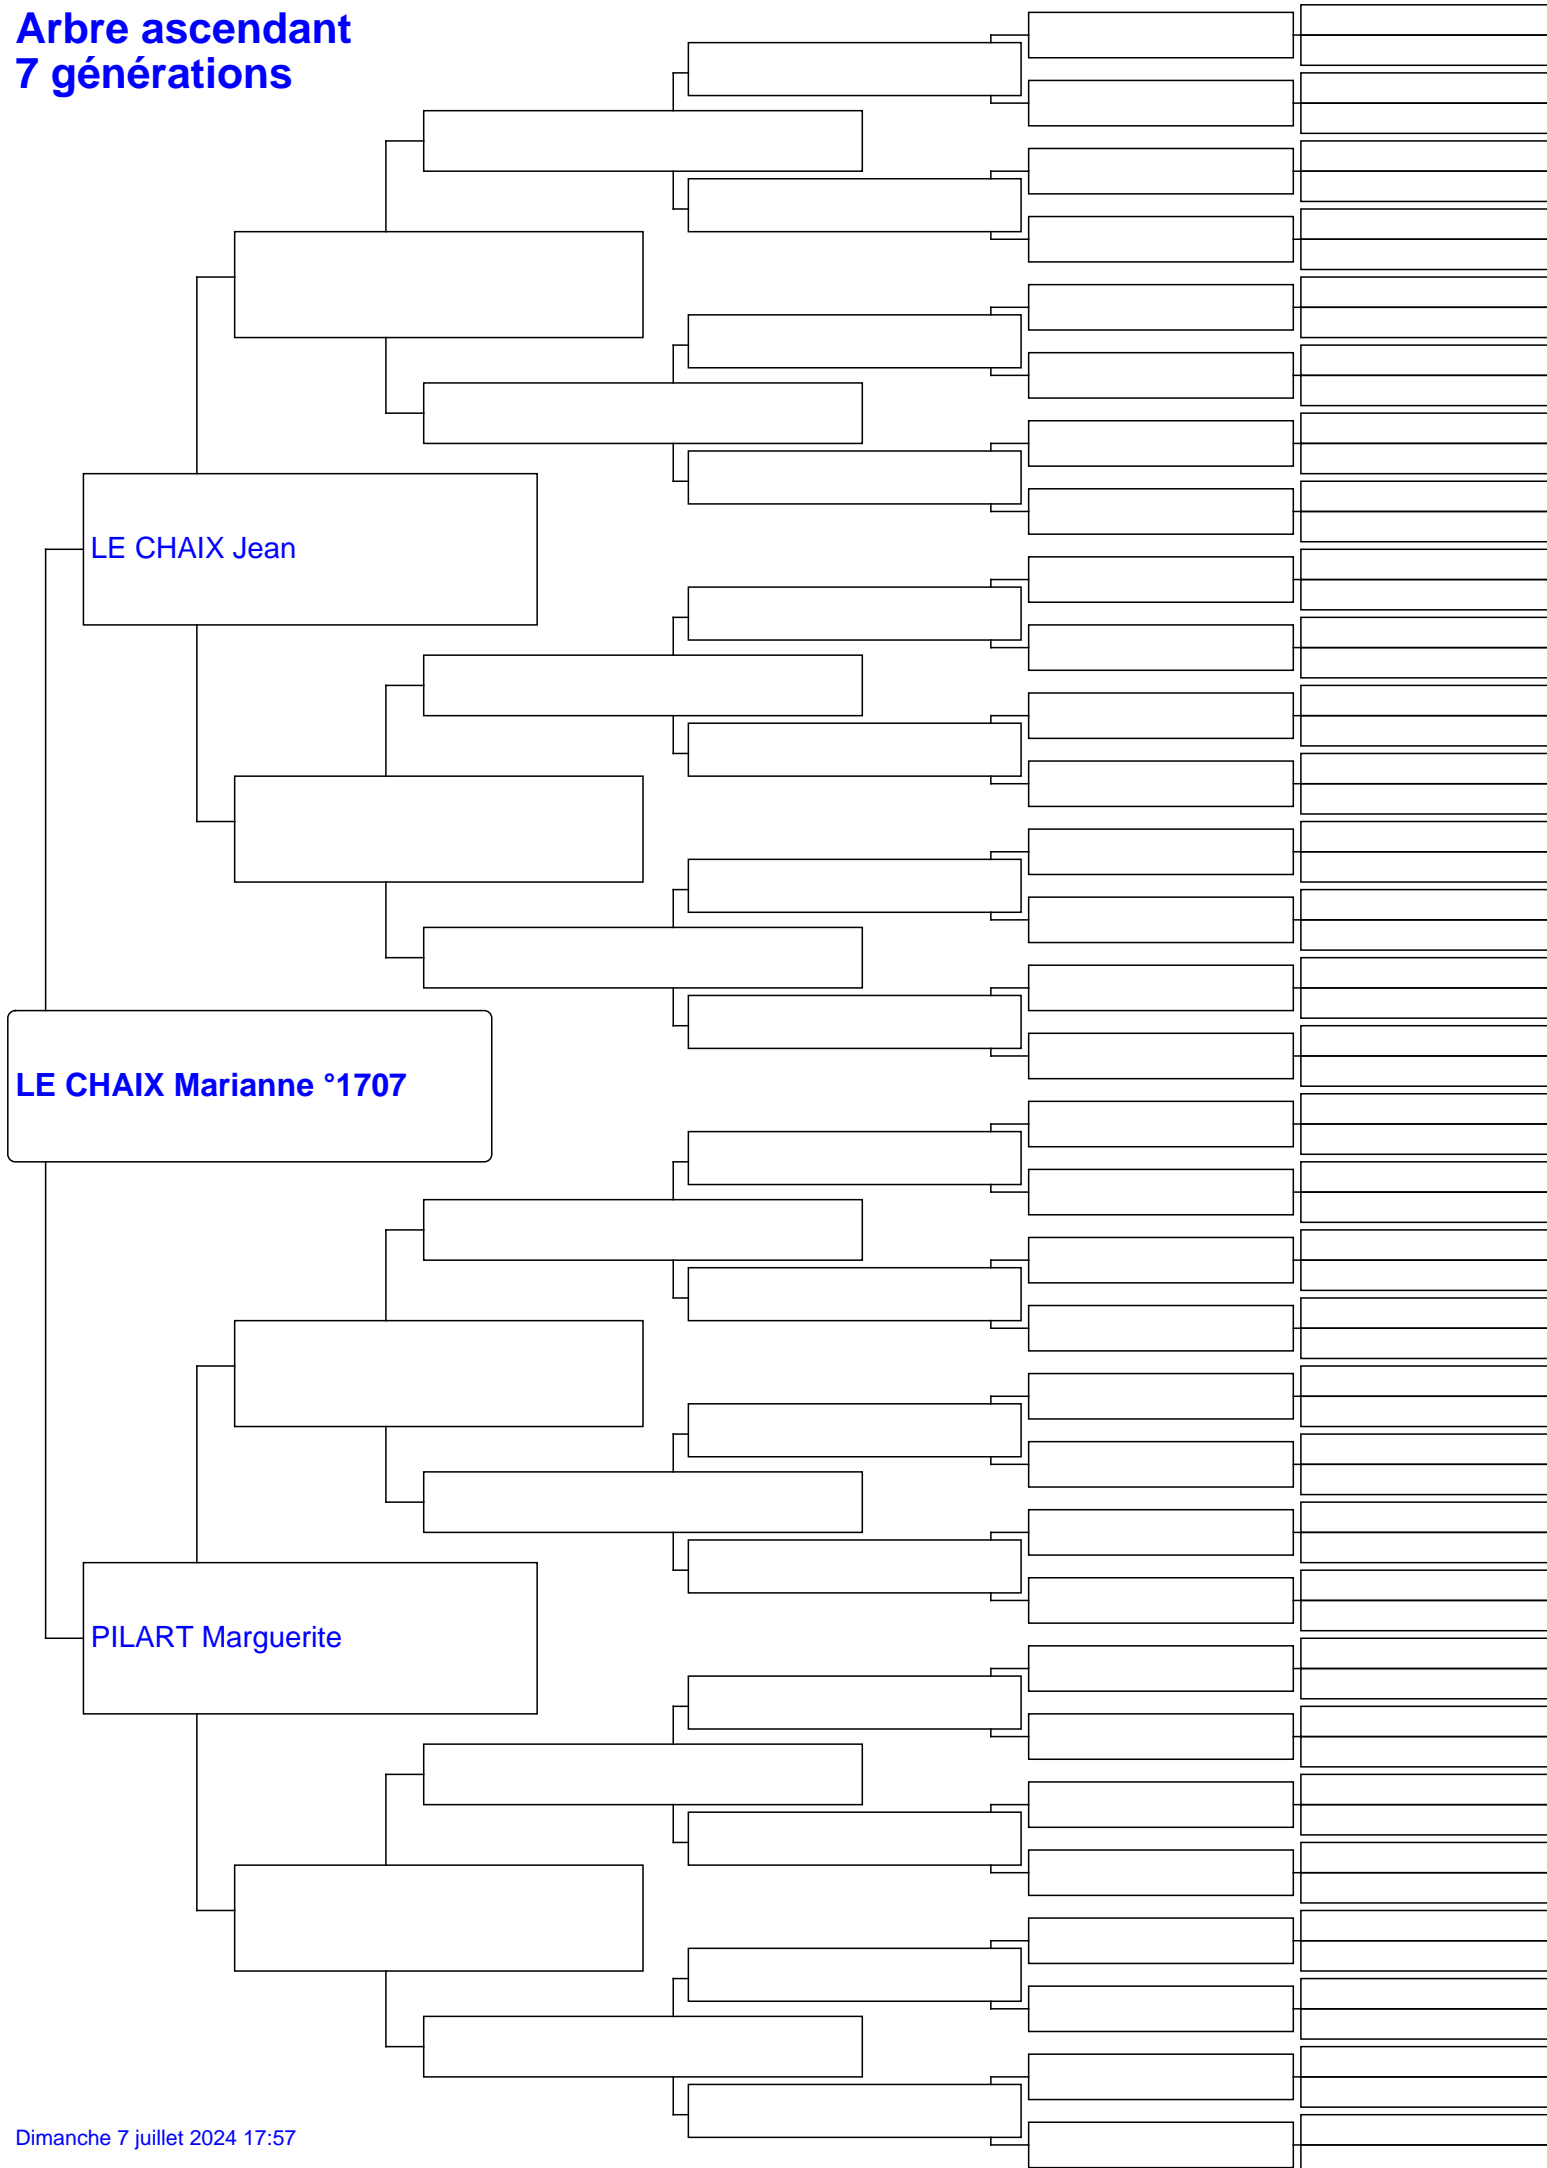 Arbre ascendant
7 générations
LE CHAIX Jean
LE CHAIX Marianne °1707
PILART Marguerite
Dimanche 7 juillet 2024 17:57